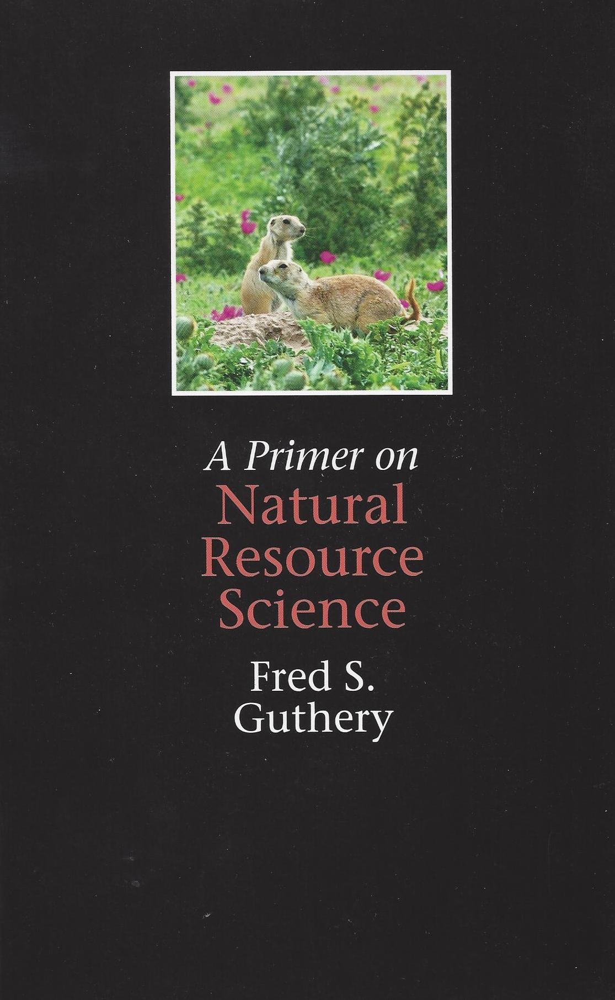 A Primer on
Natural
Resource
Science
Fred S.
Guthery